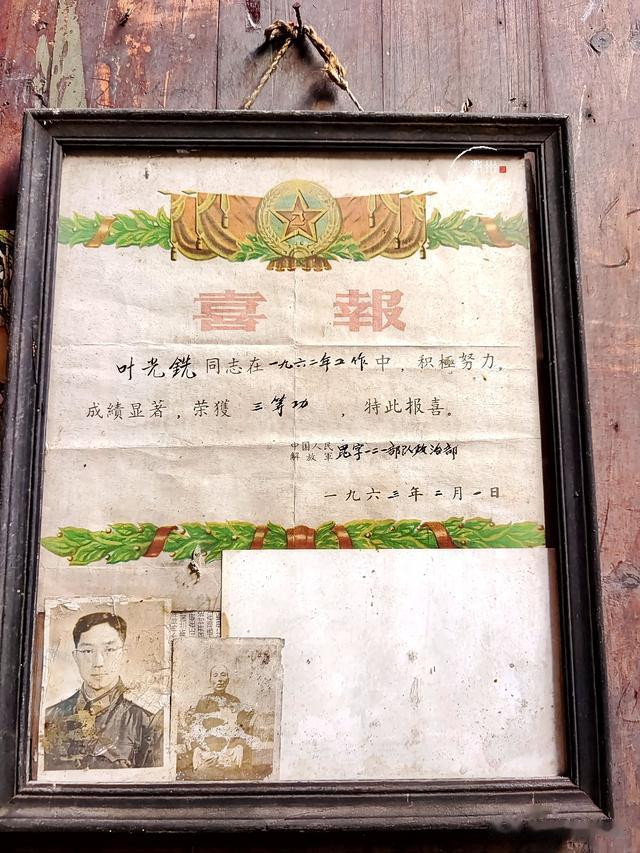 喜報
叶光銑同志在一九六二年工作中，积極努力，
成績显著，荣獲 三等功 ，特此报喜。
中国人民
解放軍 昆字一二一部队政治部
一九六三年二月一日